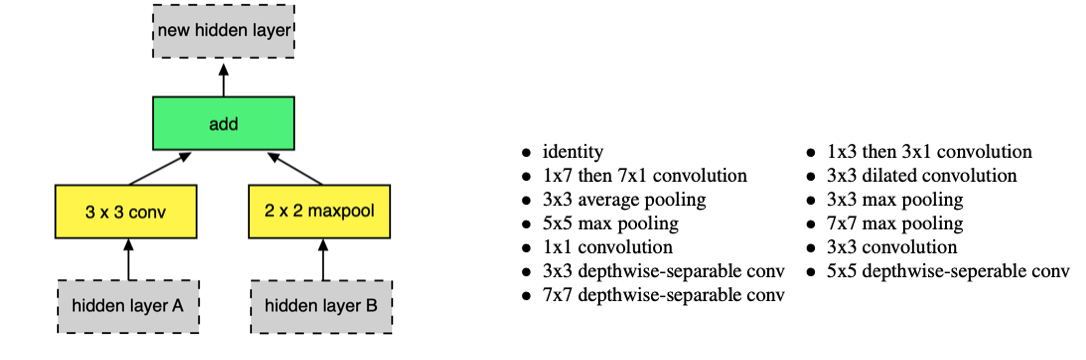 new hidden layer
add
3 x 3 conv
2 x 2 maxpool
hidden layer A
hidden layer B
• identity
• 1x7 then 7x1 convolution
• 3x3 average pooling
• 5x5 max pooling
• 1x1 convolution
• 3x3 depthwise-separable conv
• 7x7 depthwise-separable conv
• 1x3 then 3x1 convolution
• 3x3 dilated convolution
• 3x3 max pooling
• 7x7 max pooling
• 3x3 convolution
• 5x5 depthwise-seperable conv